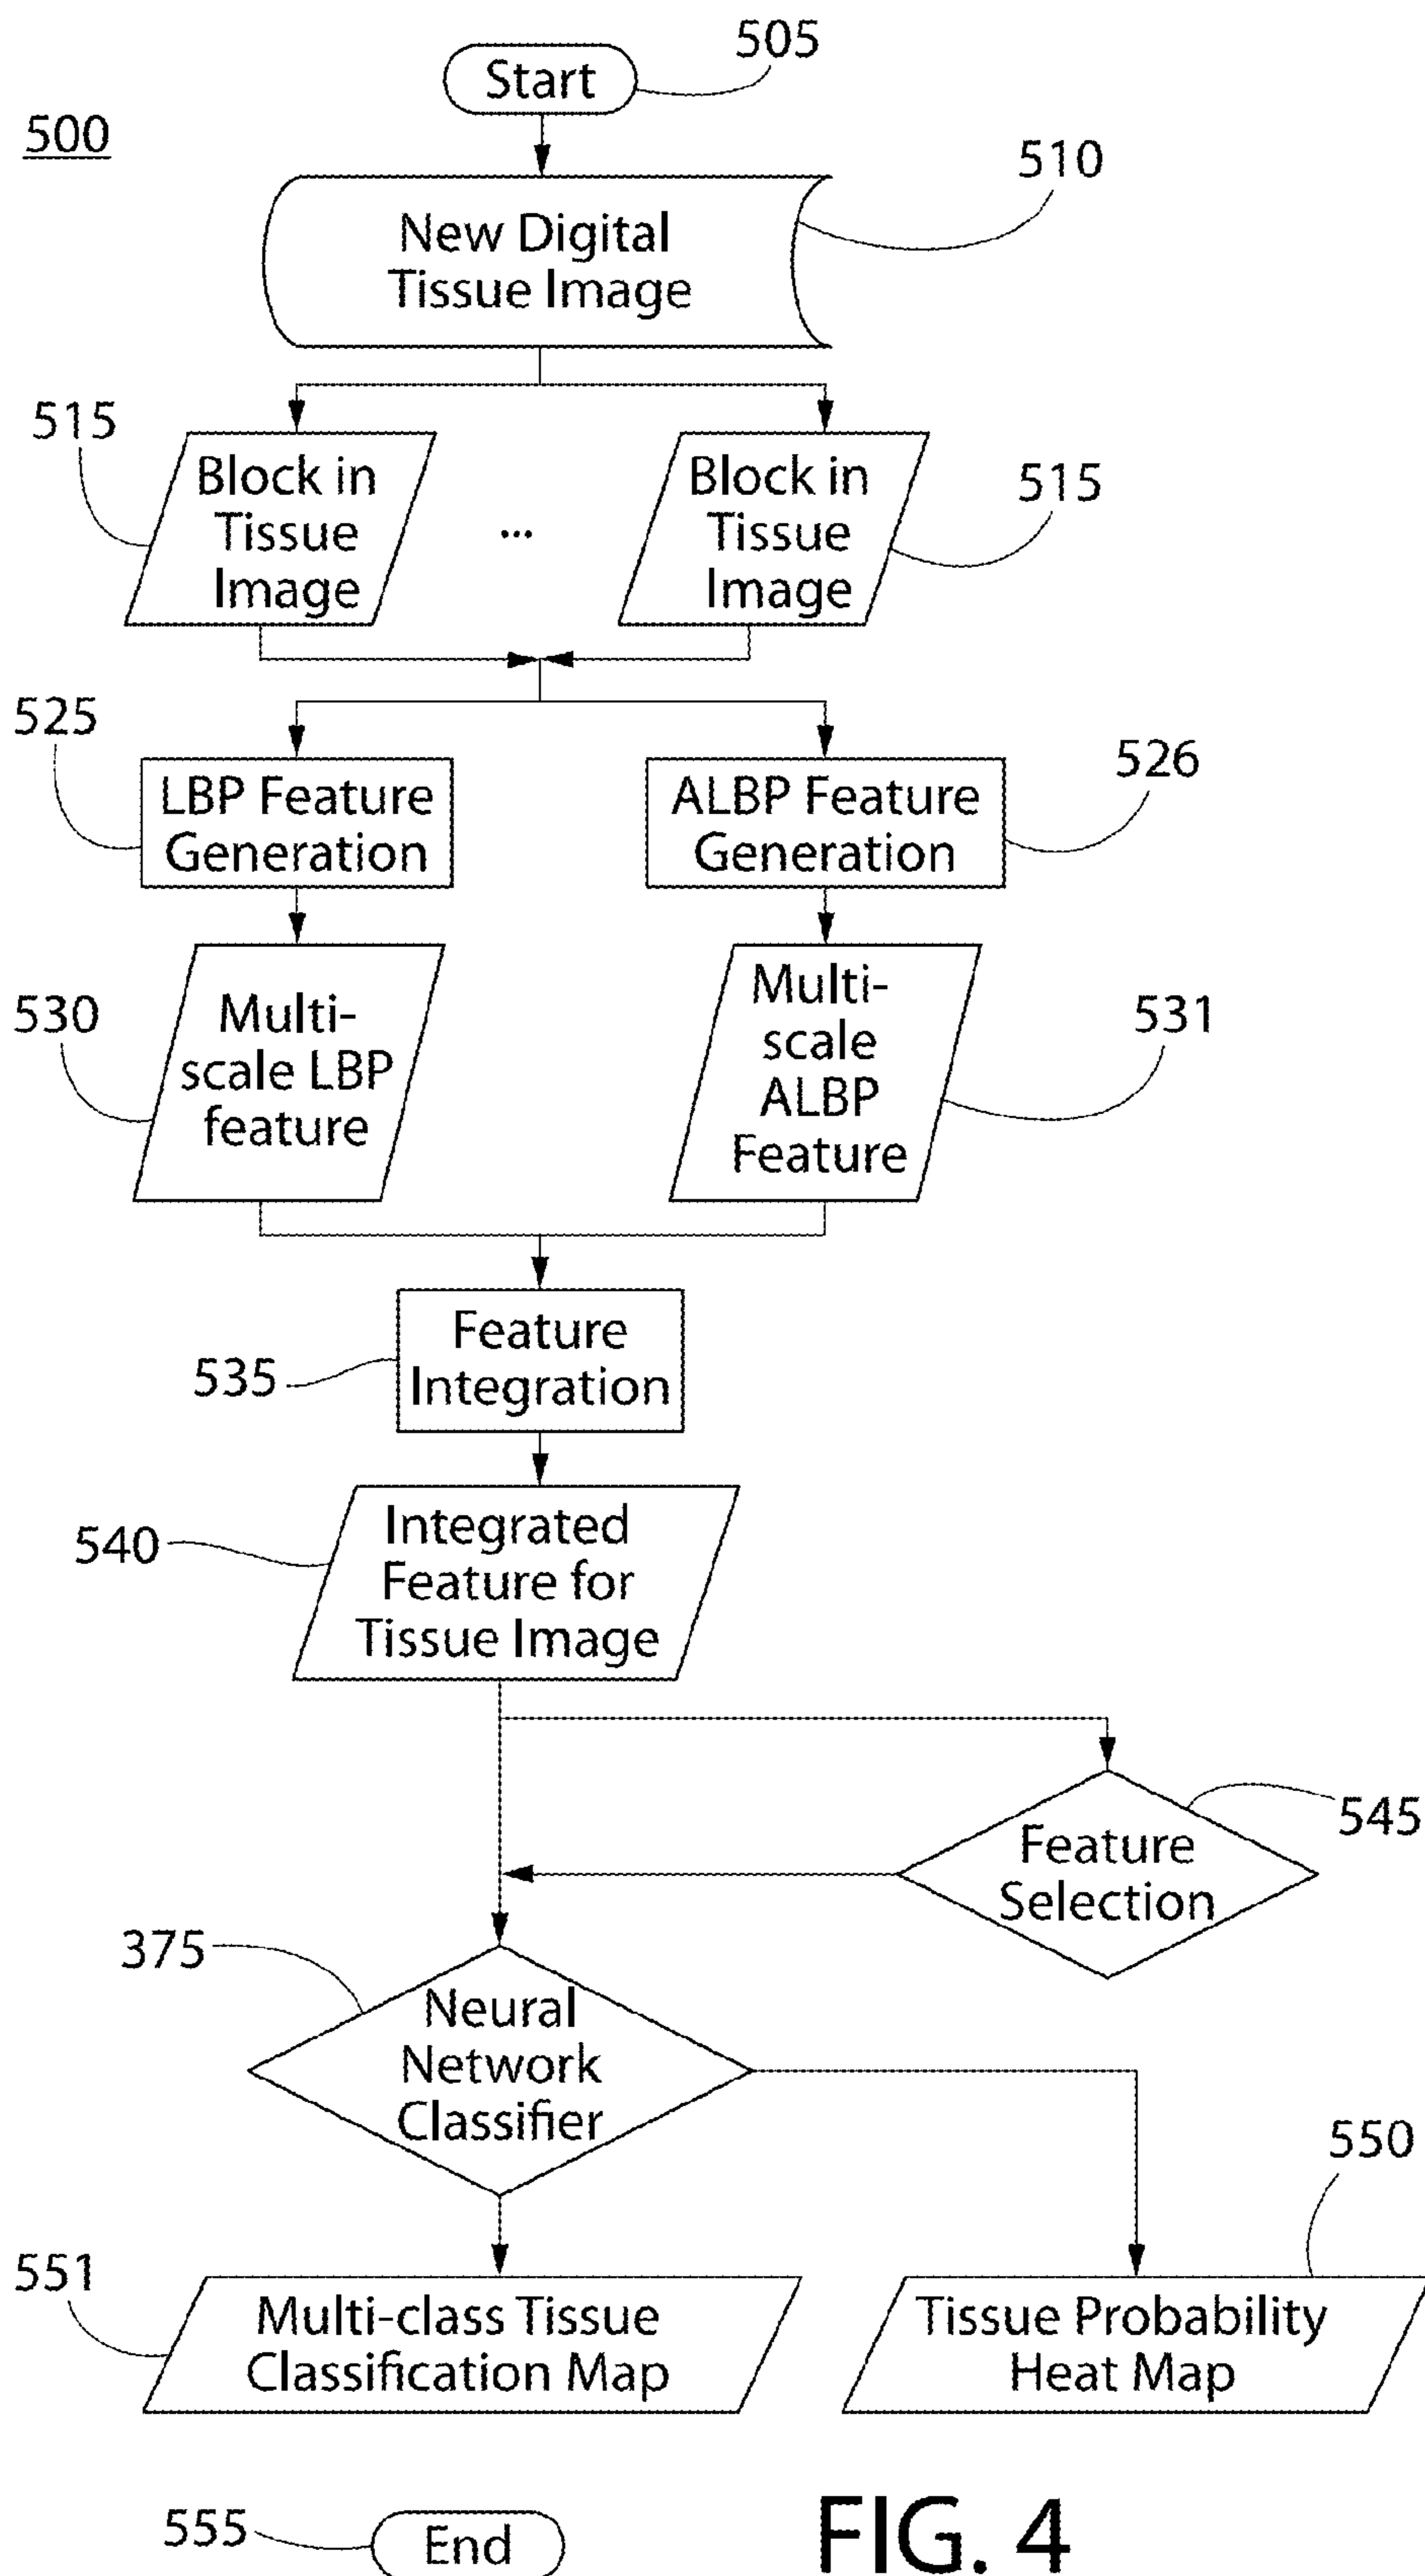 505
Start
500
510
New Digital
Tissue Image
515
Block in
Tissue
Image
...
Block in
Tissue
Image
515
525
LBP Feature
Generation
ALBP Feature
Generation
526
530
Multi-
scale LBP
feature
Multi-
scale
ALBP
Feature
531
535
Feature
Integration
540
Integrated
Feature for
Tissue Image
545
Feature
Selection
375
Neural
Network
Classifier
550
551
Multi-class Tissue
Classification Map
Tissue Probability
Heat Map
555
End
FIG. 4